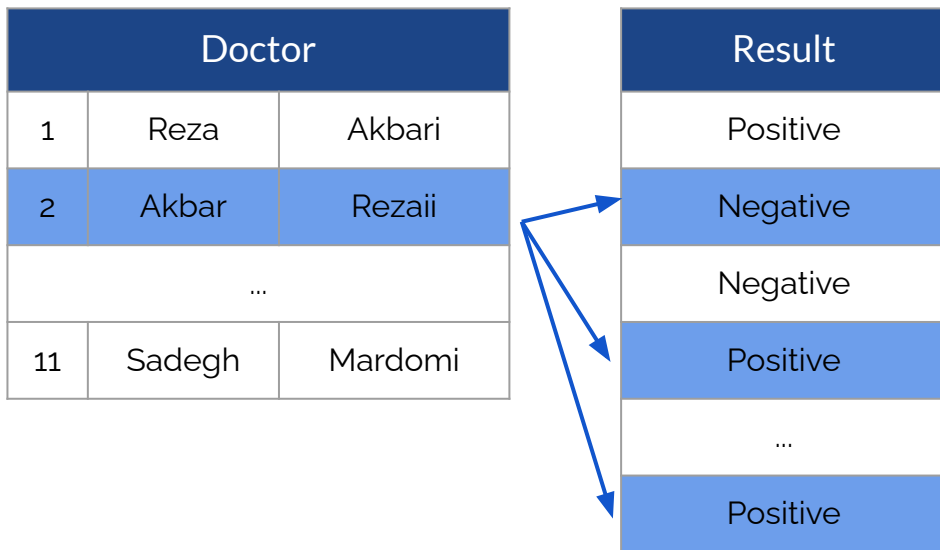 Doctor
1 Reza Akbari
2 Akbar Rezaii
...
11 Sadegh Mardomi
Result
Positive
Negative
Negative
Positive
...
Positive